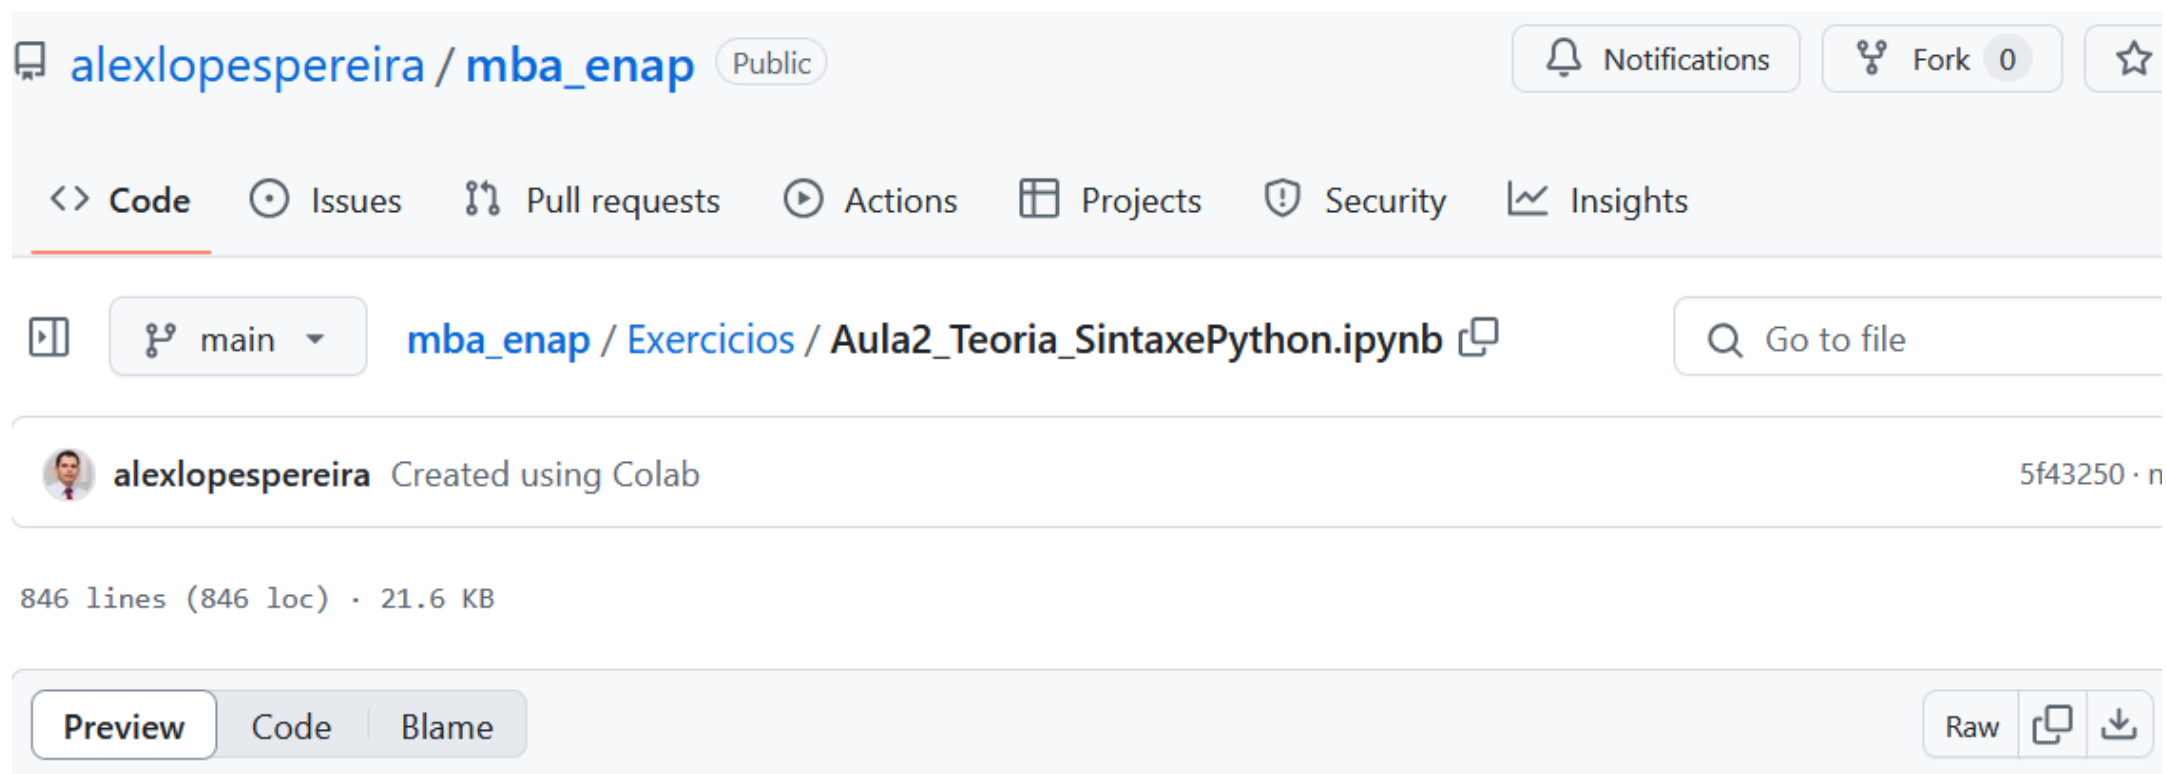 alexlopespereira / mba_enap Public Notifications Fork 0
Code Issues Pull requests Actions Projects Security Insights
main mba_enap / Exercicios / Aula2_Teoria_SintaxePython.ipynb Go to file
alexlopespereira Created using Colab 5f43250 ·
846 lines (846 loc) · 21.6 KB
Preview Code Blame Raw